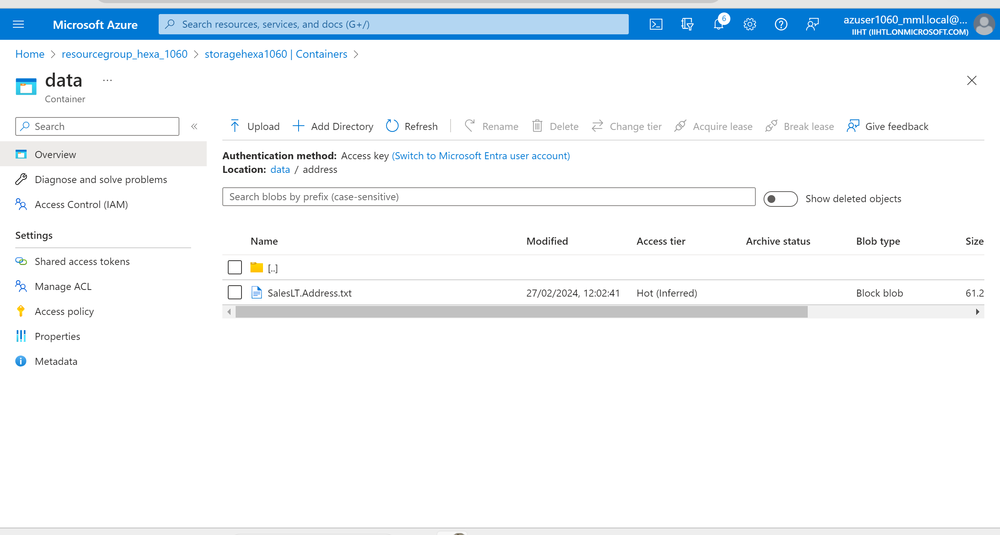 Microsoft Azure
Search resources, services, and docs (G+/)
6
azuser1060_mml.local@...
IIHT (IIHTL.ONMICROSOFT.COM)
Home > resourcegroup_hexa_1060 > storagehexa1060 | Containers >
data ...
Container
Search
«
Upload
Add Directory
Refresh
Rename
Delete
Change tier
Acquire lease
Break lease
Give feedback
Overview
Diagnose and solve problems
Access Control (IAM)
Settings
Shared access tokens
Manage ACL
Access policy
Properties
Metadata
Authentication method: Access key (Switch to Microsoft Entra user account)
Location: data / address
Search blobs by prefix (case-sensitive)
Show deleted objects
Name Modified Access tier Archive status Blob type Size
[..]
SalesLT.Address.txt 27/02/2024, 12:02:41 Hot (Inferred) Block blob 61.2